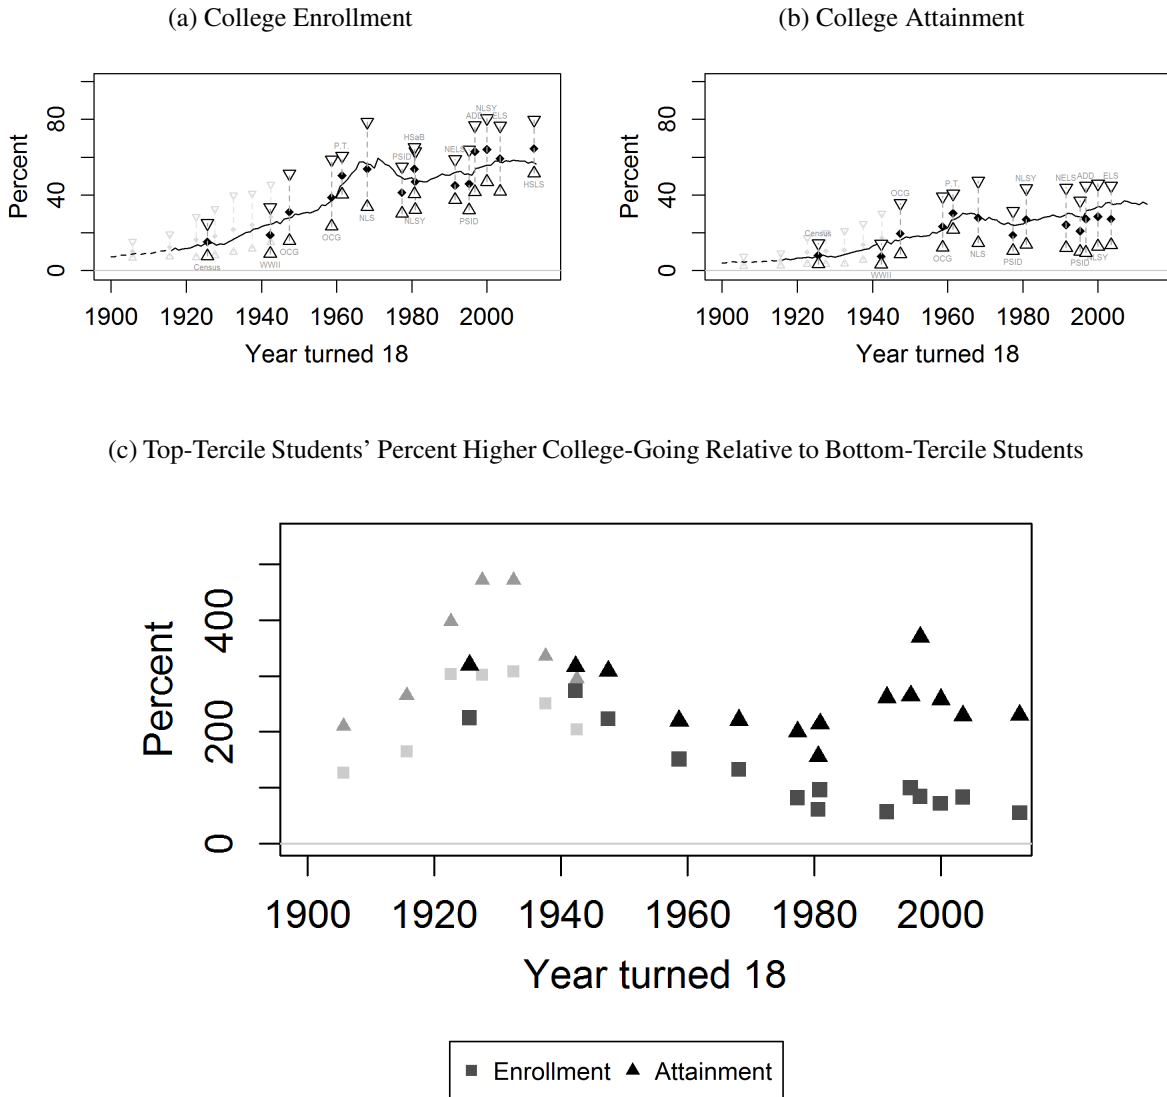 (a) College Enrollment
(b) College Attainment
Percent
0 40 80
NLSY
ADD ELS
HSaB
P.T.
PSID
NELS
NLS
HSLS
OCG
NLSY
PSID
OCG
WWII
Census
1900 1920 1940 1960 1980 2000
Year turned 18
Percent
0 40 80
NLSY
NELS
ADD
ELS
P.T.
OCG
Census
OCG
NLS
PSID
PSID
NLSY
WWII
1900 1920 1940 1960 1980 2000
Year turned 18
(c) Top-Tercile Students’ Percent Higher College-Going Relative to Bottom-Tercile Students
Percent
0 200 400
1900 1920 1940 1960 1980 2000
Year turned 18
Enrollment Attainment